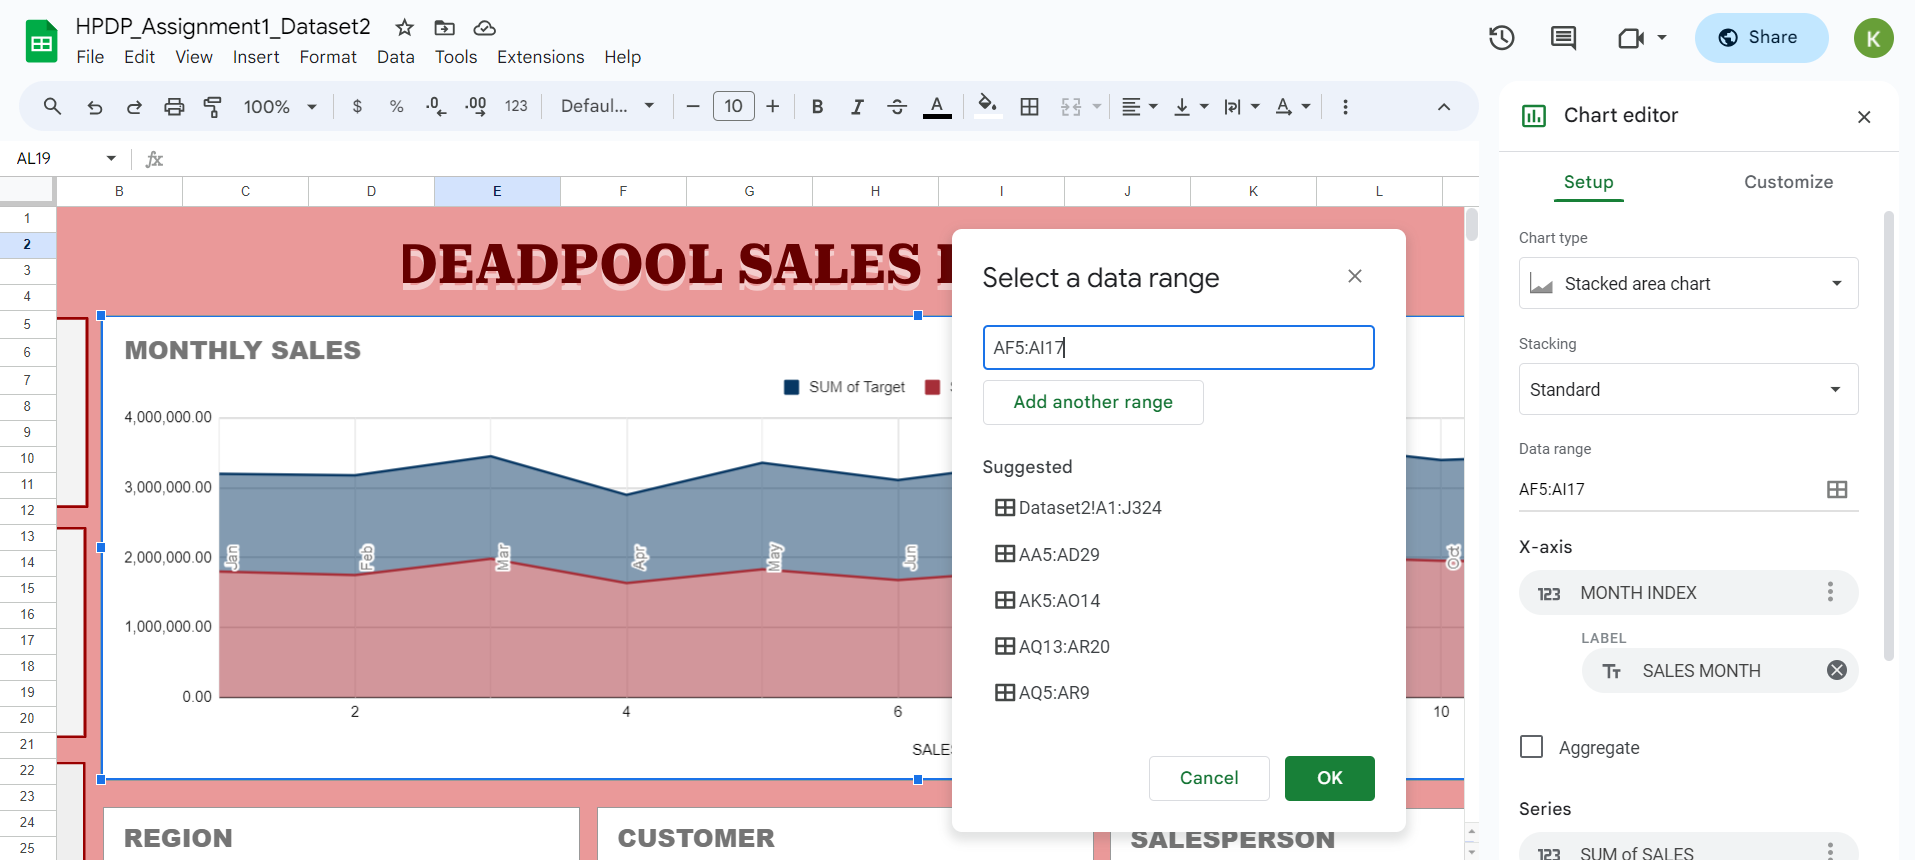 HPDP_Assignment1_Dataset2
File Edit View Insert Format Data Tools Extensions Help
Share
K
100% $ % .0 .00 123 Defaul... 10 B I A
AL19
fx
B C D E F G H I J K L
1
2
3
4
5
6
7
8
9
10
11
12
13
14
15
16
17
18
19
20
21
22
23
24
25
DEADPOOL SALES
MONTHLY SALES
SUM of Target
4,000,000.00
3,000,000.00
2,000,000.00
1,000,000.00
0.00
Jan Feb Mar Apr May Jun Oct
2 4 6 10
SALES
REGION
CUSTOMER
SALESPERSON
Select a data range
AF5:AI17
Add another range
Suggested
Dataset2!A1:J324
AA5:AD29
AK5:AO14
AQ13:AR20
AQ5:AR9
Cancel OK
Chart editor
Setup Customize
Chart type
Stacked area chart
Stacking
Standard
Data range
AF5:AI17
X-axis
123 MONTH INDEX
LABEL
Tт SALES MONTH
Aggregate
Series
123 SUM of SALES